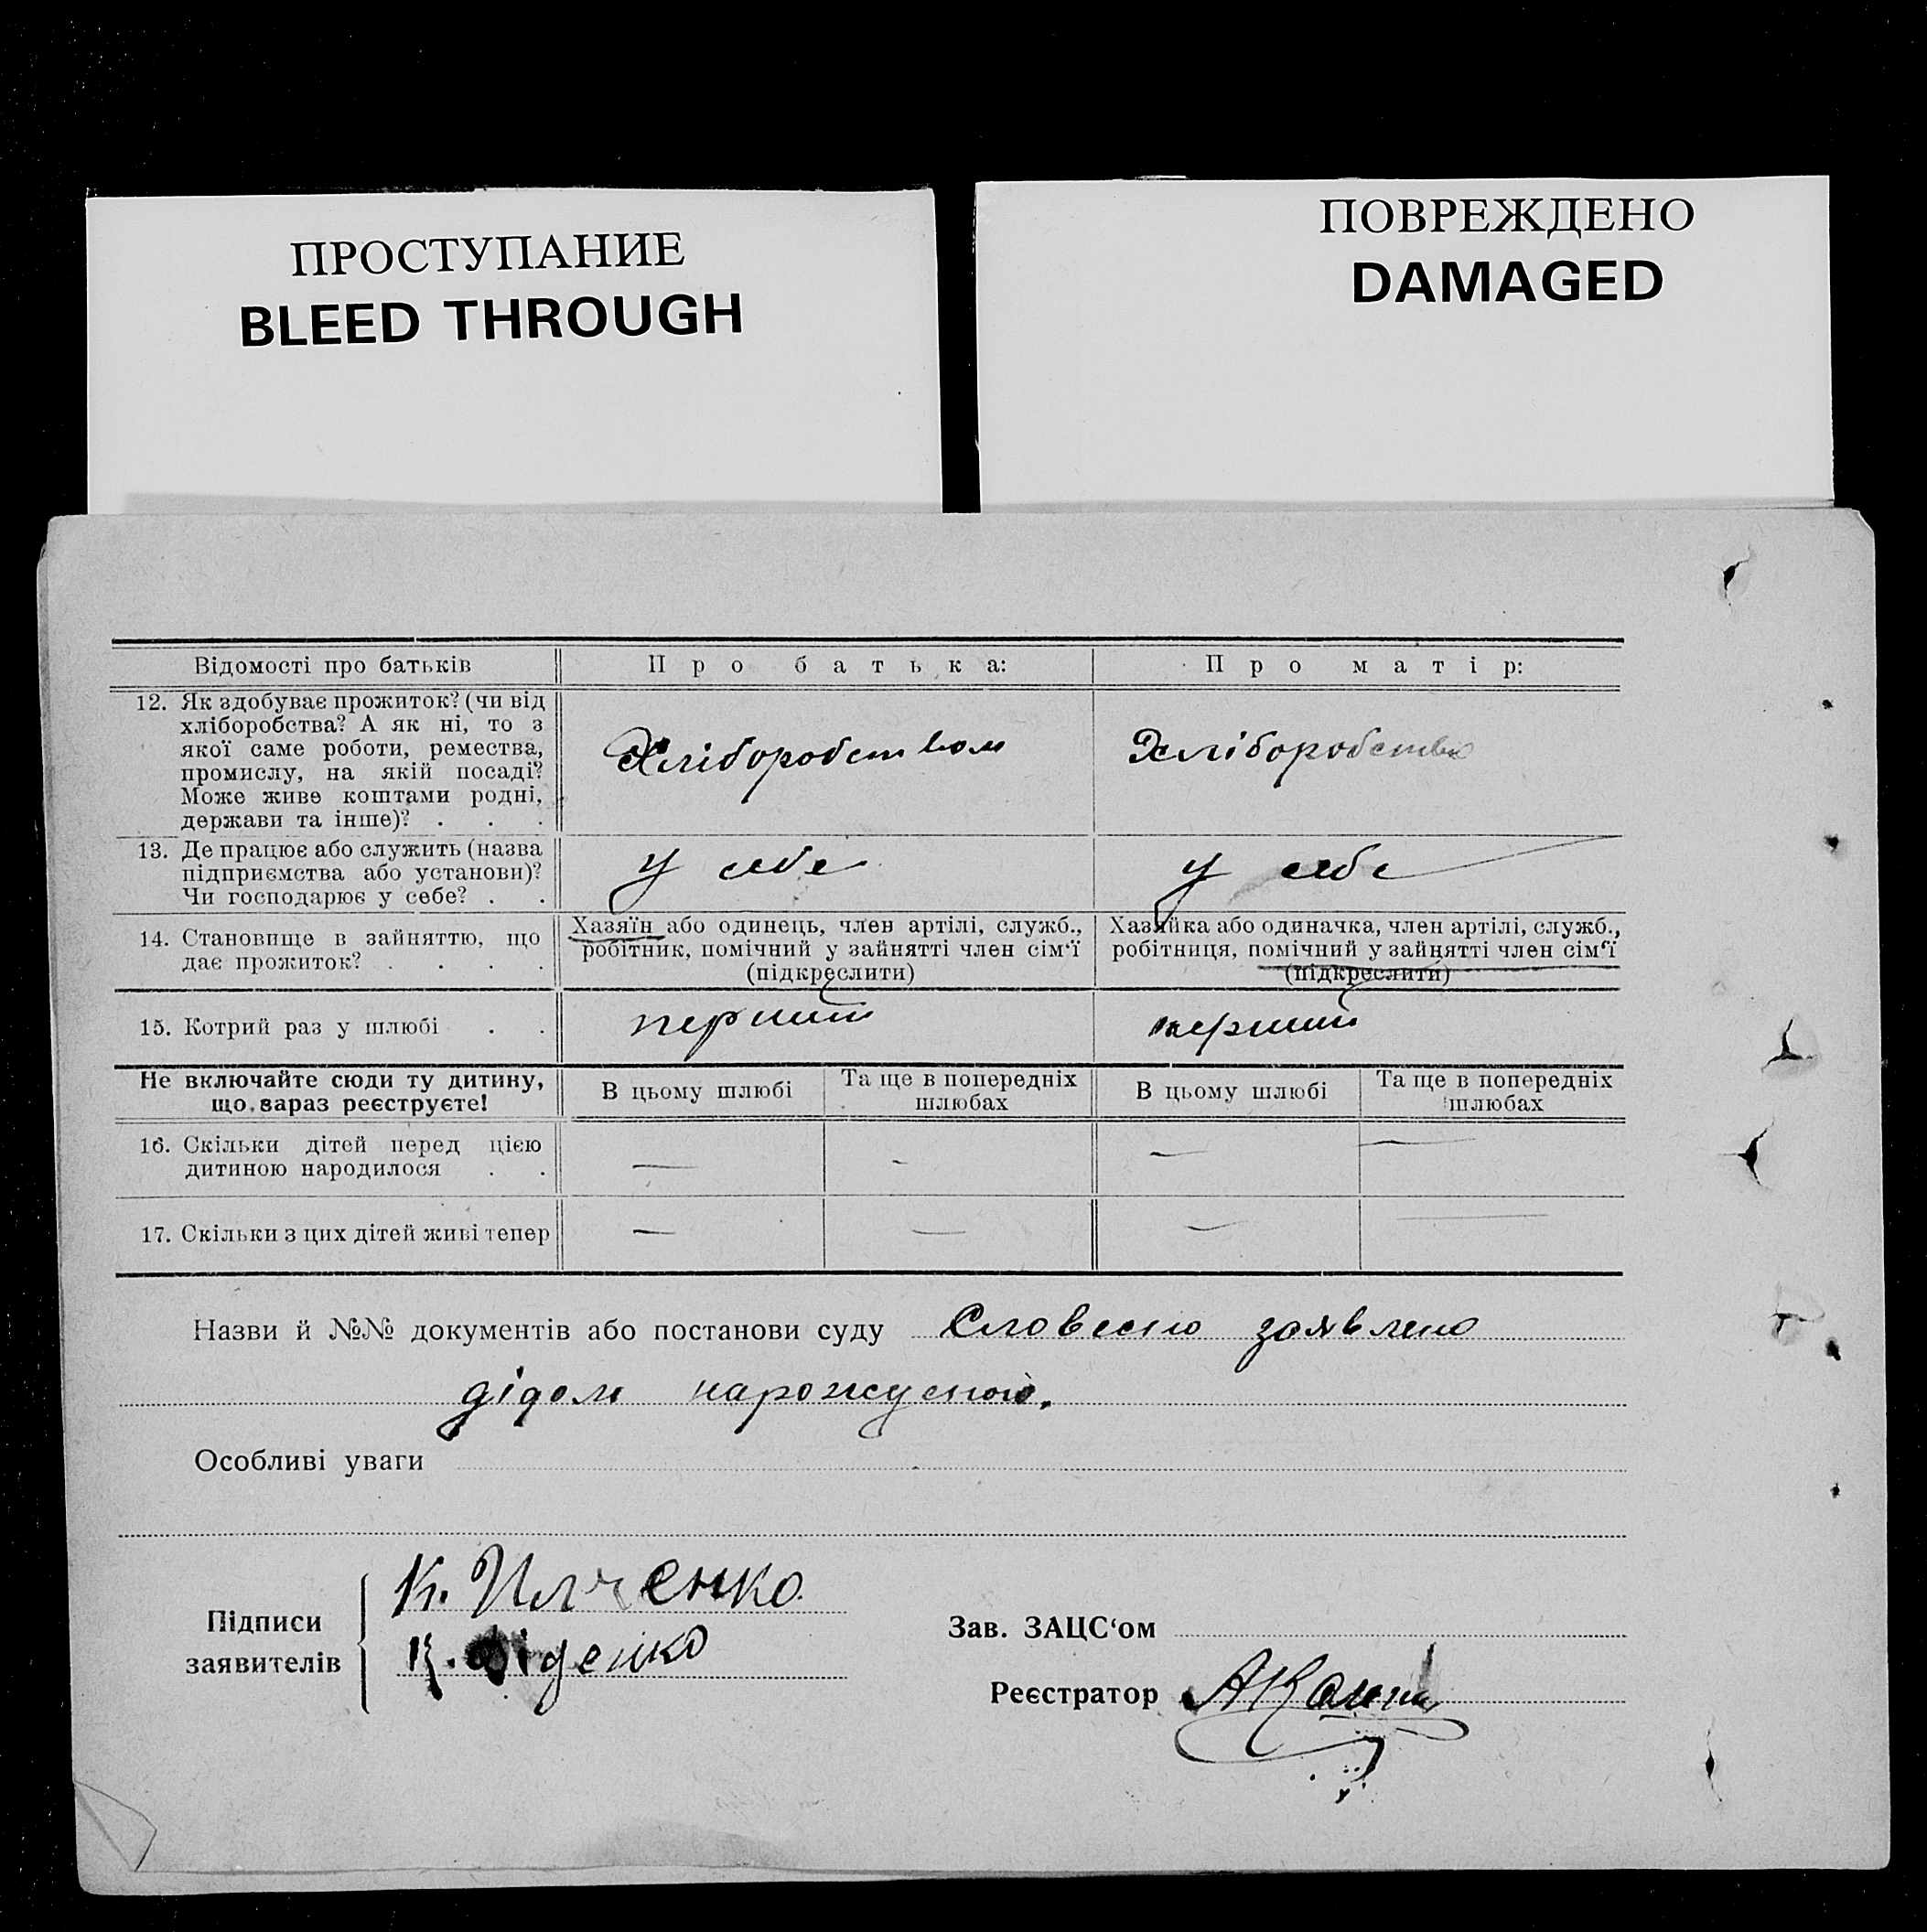 ПРОСТУПАНИЕ
BLEED THROUGH
ПОВРЕЖДЕНО
DAMAGED
Відомості про батьків
Про батька:
Про матір:
12. Як здобуває прожиток? (чи від
хліборобства? А як ні, то з
якої саме роботи, ремества,
промислу, на якій посаді?
Може живе коштами родні,
держави та інше)? . . .
Хліборобством
Хліборобство
13. Де працює або служить (назва
підприємства або установи)?
Чи господарює у себе? . .
у себе
у себе
14. Становище в зайняттю, що
дає прожиток? . . . .
Хазяїн або одинець, член артілі, служб.,
робітник, помічний у зайнятті член сім‘ї
(підкреслити)
Хазяйка або одиначка, член артілі, служб.,
робітниця, помічний у зайнятті член сім‘ї
(підкреслити)
15. Котрий раз у шлюбі . .
перший
перший
Не включайте сюди ту дитину,
що зараз реєструєте!
В цьому шлюбі
Та ще в попередніх
шлюбах
В цьому шлюбі
Та ще в попередніх
шлюбах
16. Скільки дітей перед цією
дитиною народилося . .
— - — —
17. Скільки з цих дітей живі тепер
— — — —
Назви й №№ документів або постанови суду Словесно заявлено
дідом нарожденого.
Особливі уваги
Підписи
заявителів
К. Илченко
К. Діденко
Зав. ЗАЦС‘ом
Реєстратор